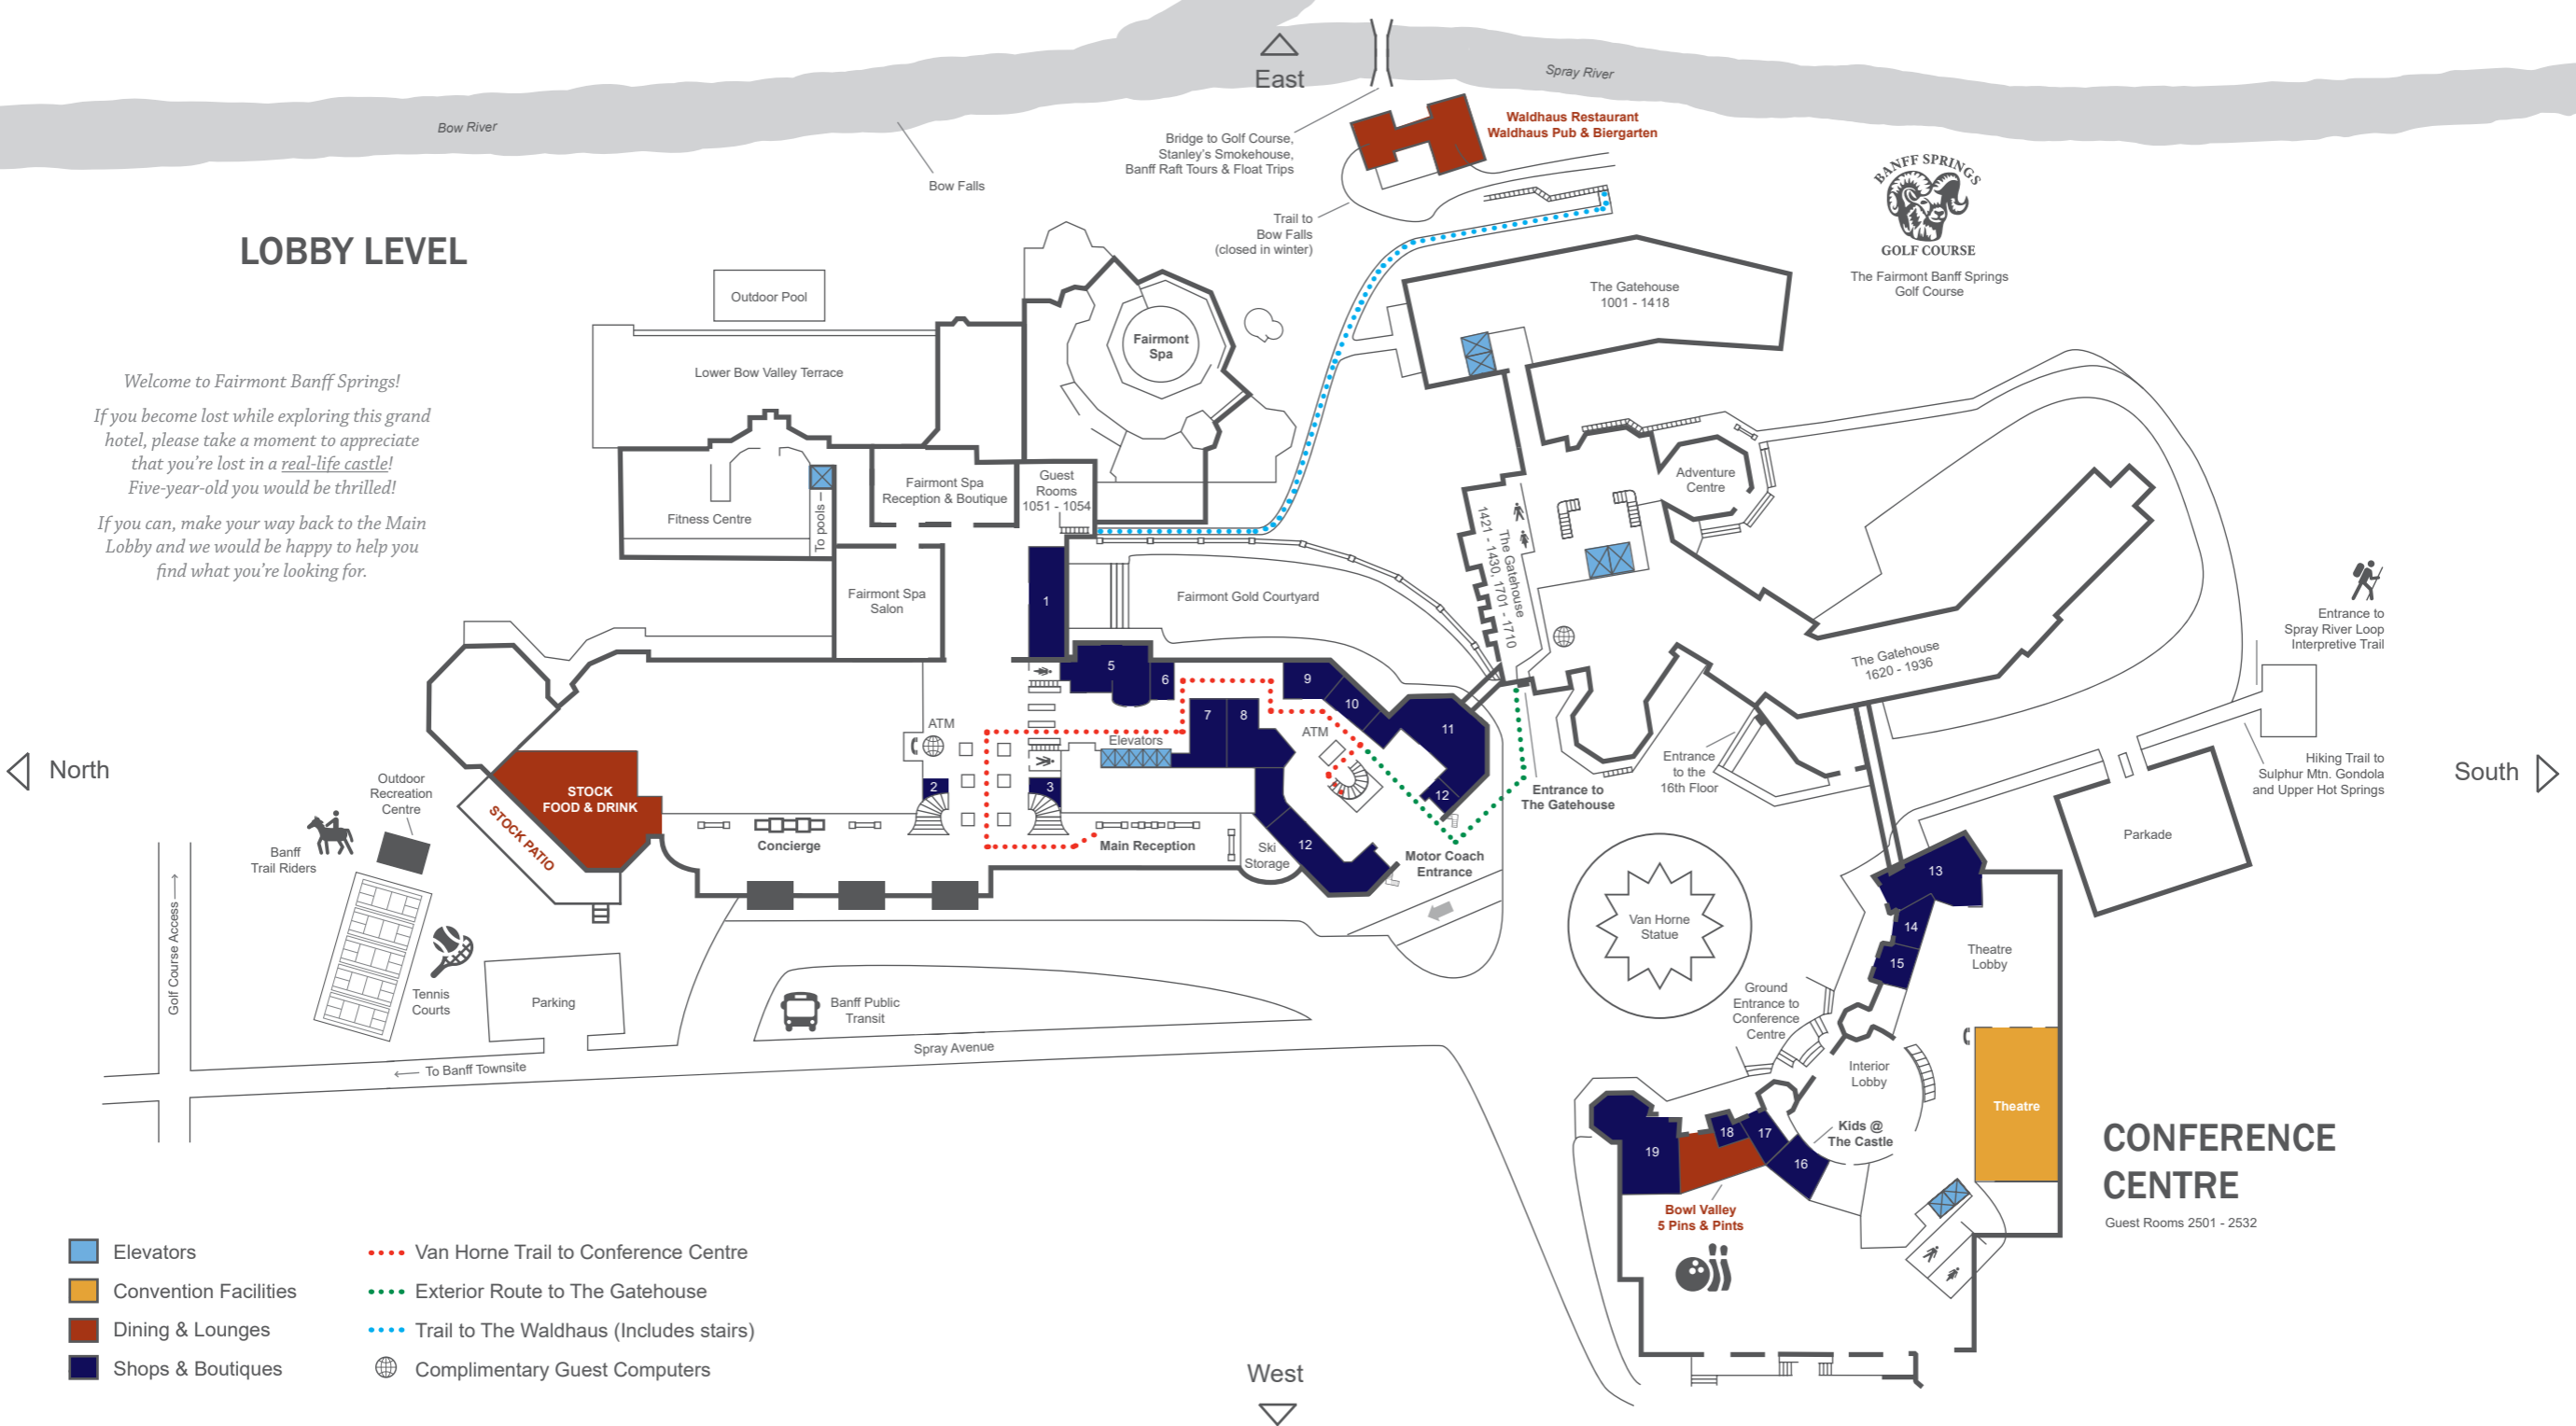 East
Spray River
Bow River
Waldhaus Restaurant
Waldhaus Pub & Biergarten
Bridge to Golf Course,
Stanley's Smokehouse,
Banff Raft Tours & Float Trips
Bow Falls
Trail to
Bow Falls
(closed in winter)
BANFF SPRINGS
GOLF COURSE
The Fairmont Banff Springs
Golf Course
LOBBY LEVEL
Welcome to Fairmont Banff Springs!
If you become lost while exploring this grand
hotel, please take a moment to appreciate
that you're lost in a real-life castle!
Five-year-old you would be thrilled!
If you can, make your way back to the Main
Lobby and we would be happy to help you
find what you're looking for.
Outdoor Pool
Lower Bow Valley Terrace
Fairmont
Spa
The Gatehouse
1001 - 1418
Fitness Centre
To pools
Fairmont Spa
Reception & Boutique
Guest
Rooms
1051 - 1054
Fairmont Spa
Salon
1
Fairmont Gold Courtyard
The Gatehouse
1421 - 1430, 1701 - 1710
Adventure
Centre
The Gatehouse
1620 - 1936
Entrance to
Spray River Loop
Interpretive Trail
5
6
7
8
9
10
11
12
ATM
Elevators
ATM
2
3
Entrance to
The Gatehouse
Entrance
to the
16th Floor
Hiking Trail to
Sulphur Mtn. Gondola
and Upper Hot Springs
North
South
Outdoor
Recreation
Centre
STOCK
FOOD & DRINK
STOCK PATIO
Banff
Trail Riders
Concierge
Main Reception
Ski
Storage
12
Motor Coach
Entrance
Parkade
Van Horne
Statue
13
14
15
Theatre
Lobby
Golf Course Access
Tennis
Courts
Parking
Banff Public
Transit
Spray Avenue
To Banff Townsite
Ground
Entrance to
Conference
Centre
Interior
Lobby
Theatre
Kids @
The Castle
16
17
18
19
Bowl Valley
5 Pins & Pints
CONFERENCE
CENTRE
Guest Rooms 2501 - 2532
Elevators
Convention Facilities
Dining & Lounges
Shops & Boutiques
Van Horne Trail to Conference Centre
Exterior Route to The Gatehouse
Trail to The Waldhaus (Includes stairs)
Complimentary Guest Computers
West